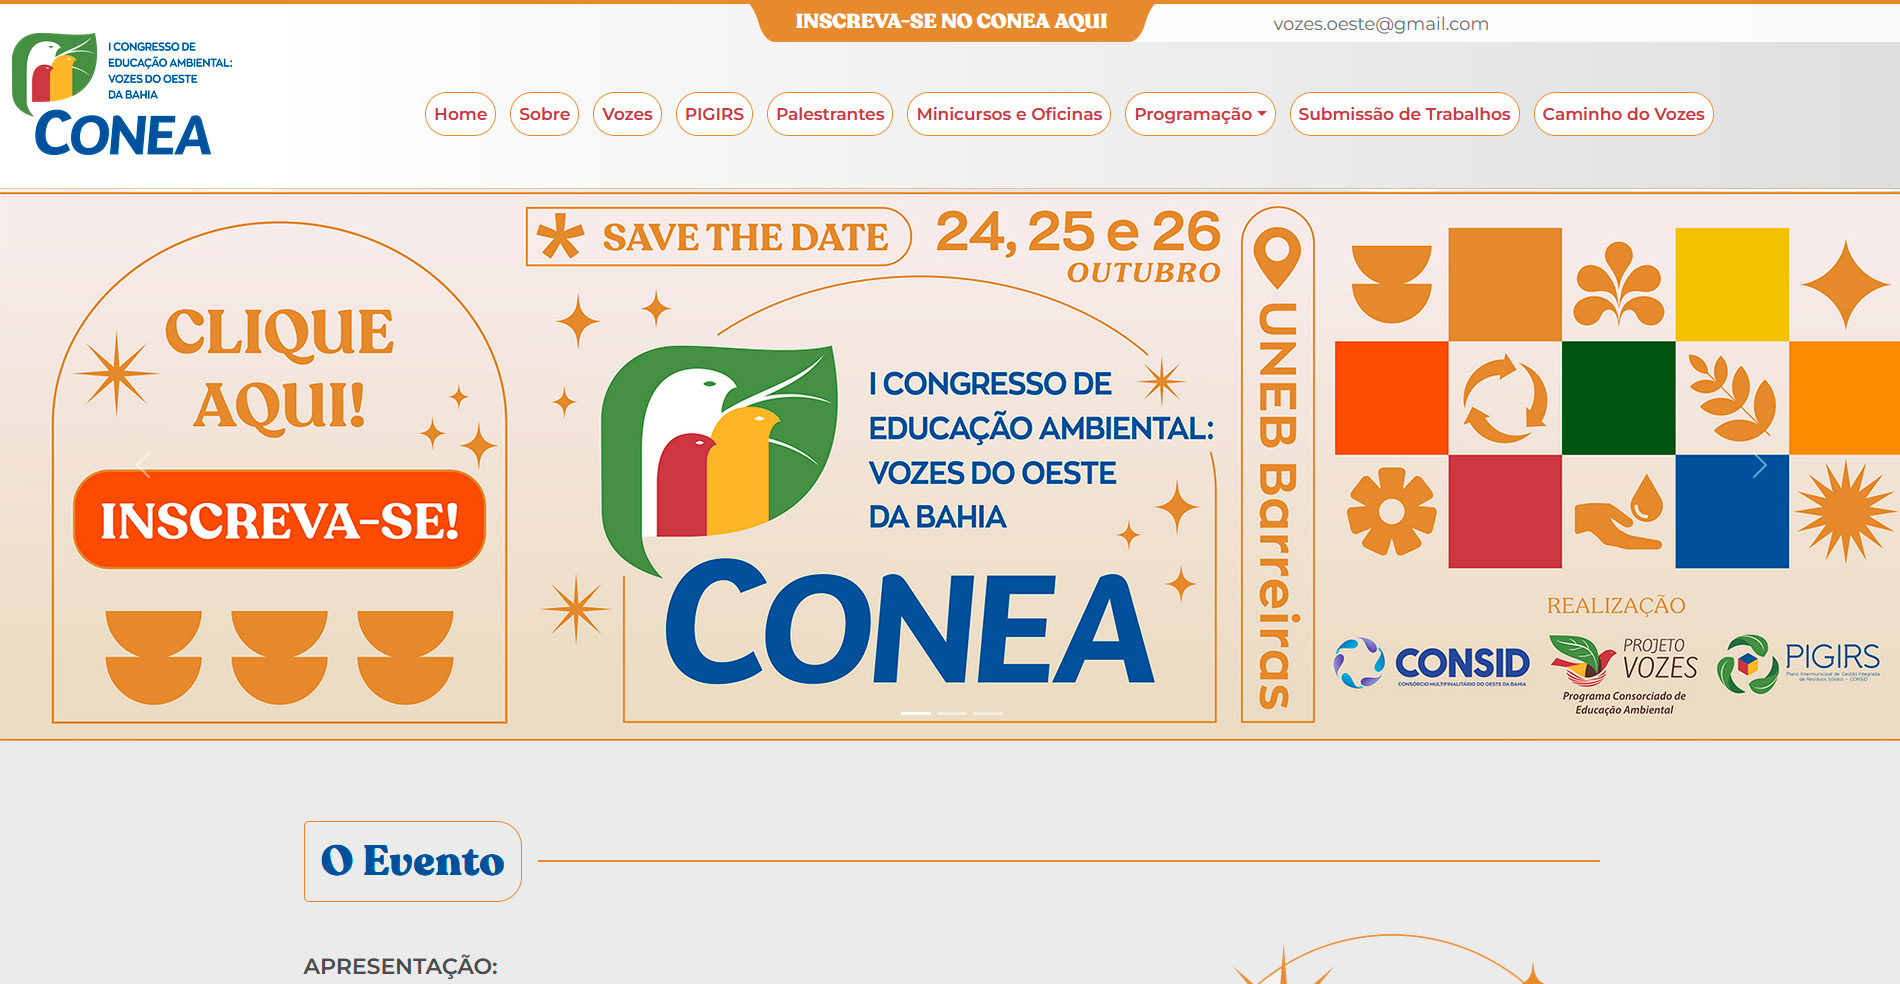 INSCREVA-SE NO CONEA AQUI
vozes.oeste@gmail.com
I CONGRESSO DE
EDUCAÇÃO AMBIENTAL:
VOZES DO OESTE
DA BAHIA
CONEA
Home
Sobre
Vozes
PIGIRS
Palestrantes
Minicursos e Oficinas
Programação
Submissão de Trabalhos
Caminho do Vozes
CLIQUE
AQUI!
INSCREVA-SE!
SAVE THE DATE
24, 25 e 26
OUTUBRO
I CONGRESSO DE
EDUCAÇÃO AMBIENTAL:
VOZES DO OESTE
DA BAHIA
CONEA
UNEB Barreiras
REALIZAÇÃO
CONSID
CONSÓRCIO MULTIFINALITÁRIO DO OESTE DA BAHIA
PROJETO
VOZES
Programa Consorciado de
Educação Ambiental
PIGIRS
Plano Intermunicipal de Gestão Integrada
de Resíduos Sólidos - CONSID
O Evento
APRESENTAÇÃO: